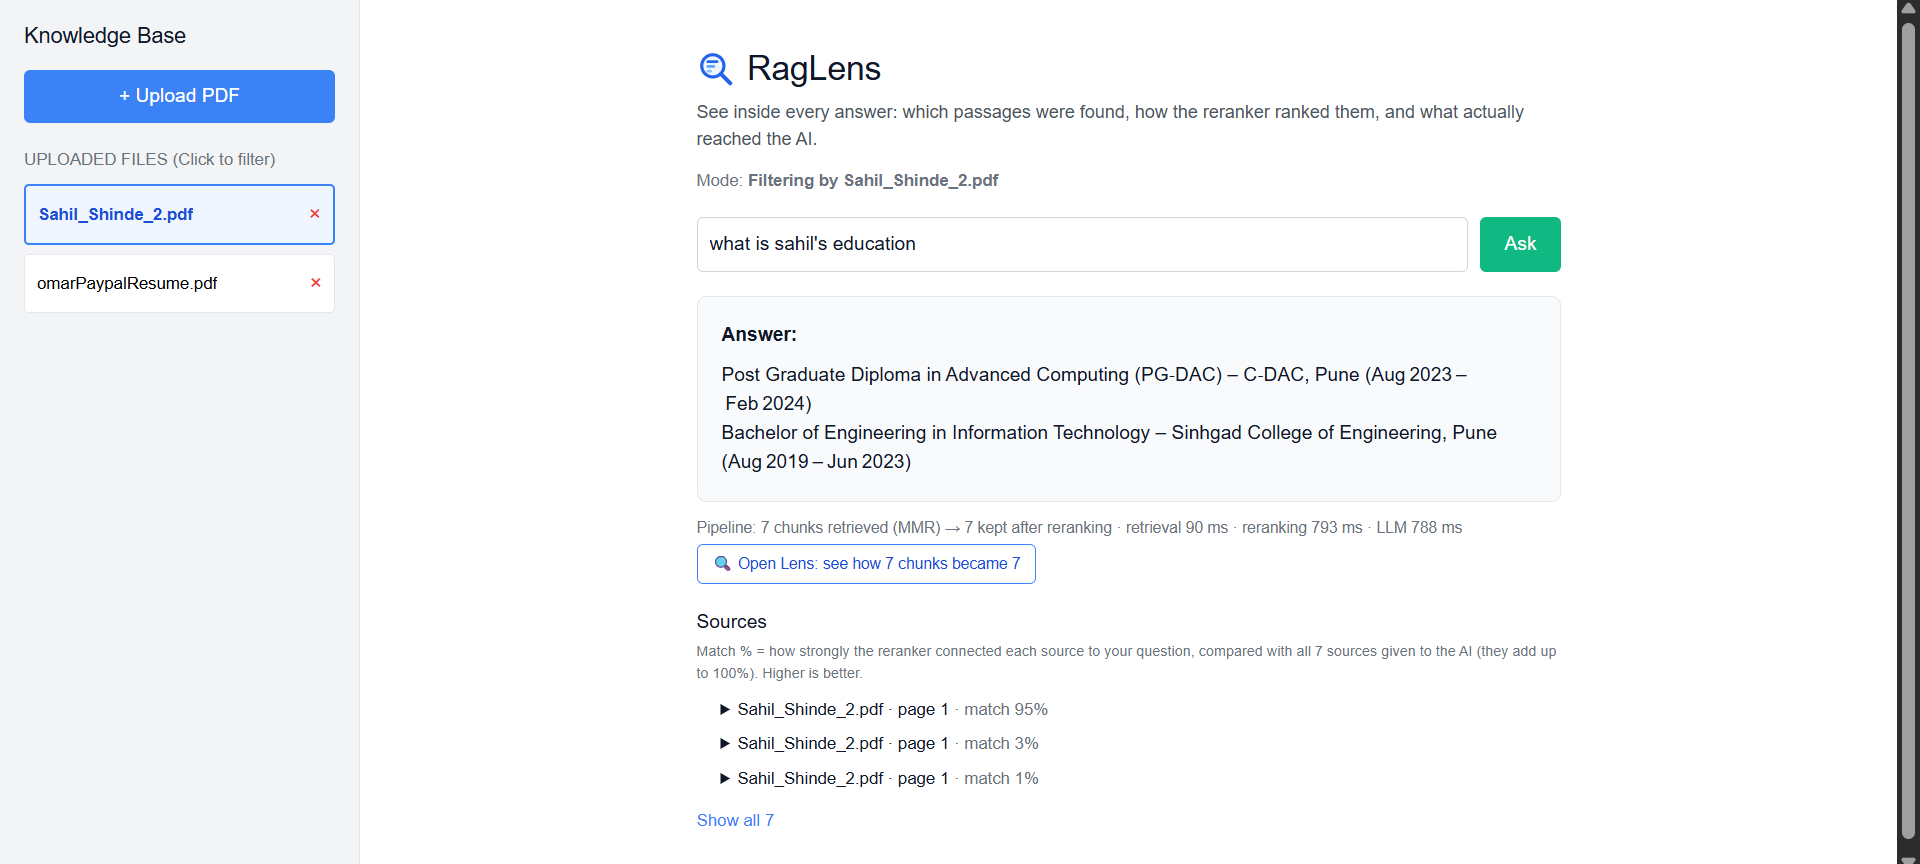 Knowledge Base
+ Upload PDF
UPLOADED FILES (Click to filter)
Sahil_Shinde_2.pdf ×
omarPaypalResume.pdf ×
RagLens
See inside every answer: which passages were found, how the reranker ranked them, and what actually
reached the AI.
Mode: Filtering by Sahil_Shinde_2.pdf
what is sahil's education
Ask
Answer:
Post Graduate Diploma in Advanced Computing (PG-DAC) – C-DAC, Pune (Aug 2023 –
Feb 2024)
Bachelor of Engineering in Information Technology – Sinhgad College of Engineering, Pune
(Aug 2019 – Jun 2023)
Pipeline: 7 chunks retrieved (MMR) → 7 kept after reranking · retrieval 90 ms · reranking 793 ms · LLM 788 ms
🔍 Open Lens: see how 7 chunks became 7
Sources
Match % = how strongly the reranker connected each source to your question, compared with all 7 sources given to the AI (they add up
to 100%). Higher is better.
▶ Sahil_Shinde_2.pdf · page 1 · match 95%
▶ Sahil_Shinde_2.pdf · page 1 · match 3%
▶ Sahil_Shinde_2.pdf · page 1 · match 1%
Show all 7